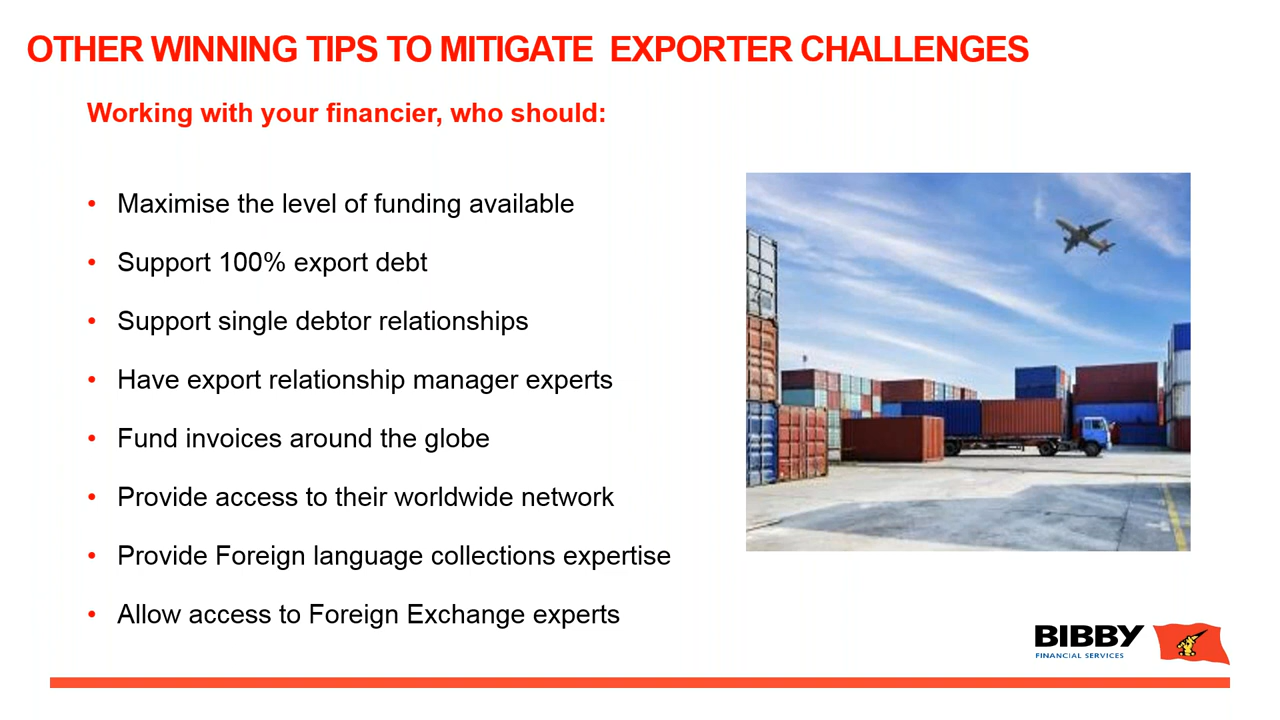 OTHER WINNING TIPS TO MITIGATE EXPORTER CHALLENGES
Working with your financier, who should:
• Maximise the level of funding available
• Support 100% export debt
• Support single debtor relationships
• Have export relationship manager experts
• Fund invoices around the globe
• Provide access to their worldwide network
• Provide Foreign language collections expertise
• Allow access to Foreign Exchange experts
BIBBY
FINANCIAL SERVICES